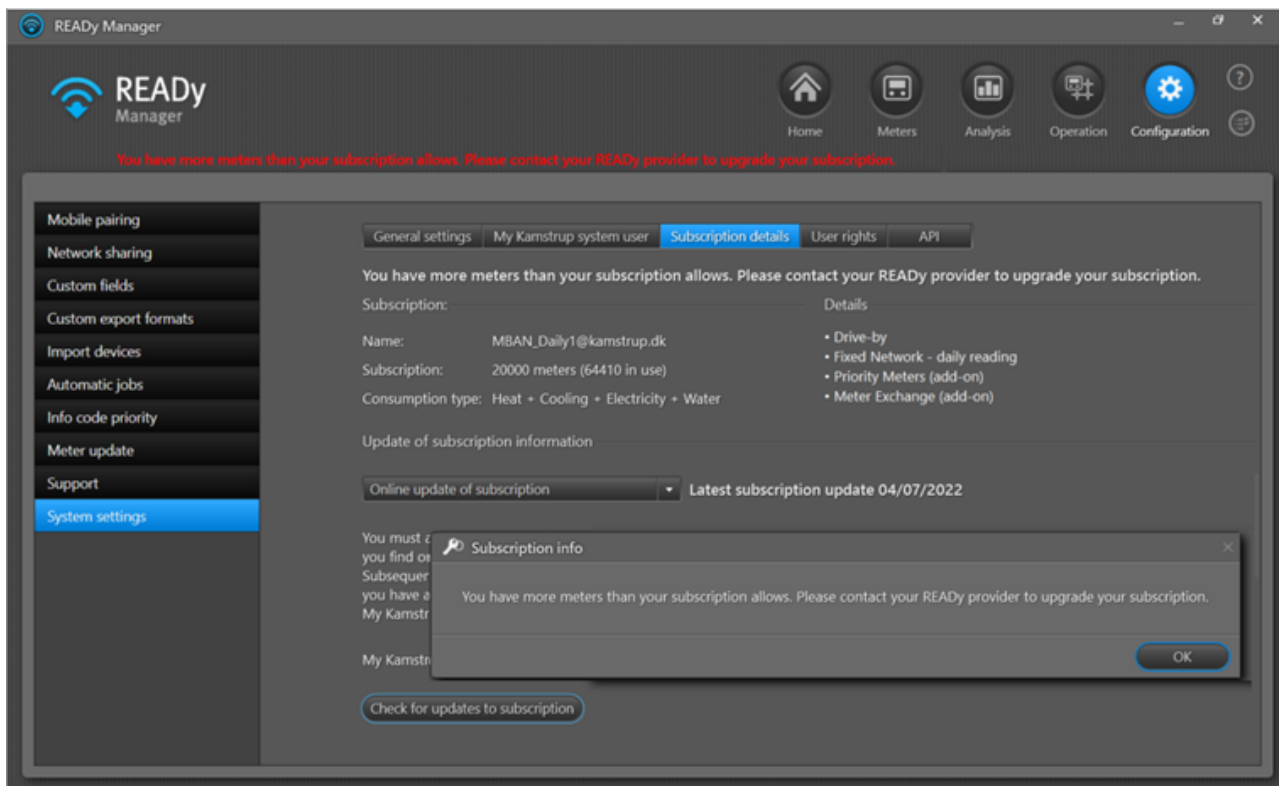 READy Manager
READy
Manager
Home
Meters
Analysis
Operation
Configuration
?
You have more meters than your subscription allows. Please contact your READy provider to upgrade your subscription.
Mobile pairing
Network sharing
Custom fields
Custom export formats
Import devices
Automatic jobs
Info code priority
Meter update
Support
System settings
General settings
My Kamstrup system user
Subscription details
User rights
API
You have more meters than your subscription allows. Please contact your READy provider to upgrade your subscription.
Subscription:
Name: MBAN_Daily1@kamstrup.dk
Subscription: 20000 meters (64410 in use)
Consumption type: Heat + Cooling + Electricity + Water
Details
• Drive-by
• Fixed Network - daily reading
• Priority Meters (add-on)
• Meter Exchange (add-on)
Update of subscription information
Online update of subscription
Latest subscription update 04/07/2022
You must
you find
Subsequer
you have a
My Kamstr
My Kamstr
Subscription info
You have more meters than your subscription allows. Please contact your READy provider to upgrade your subscription.
OK
Check for updates to subscription